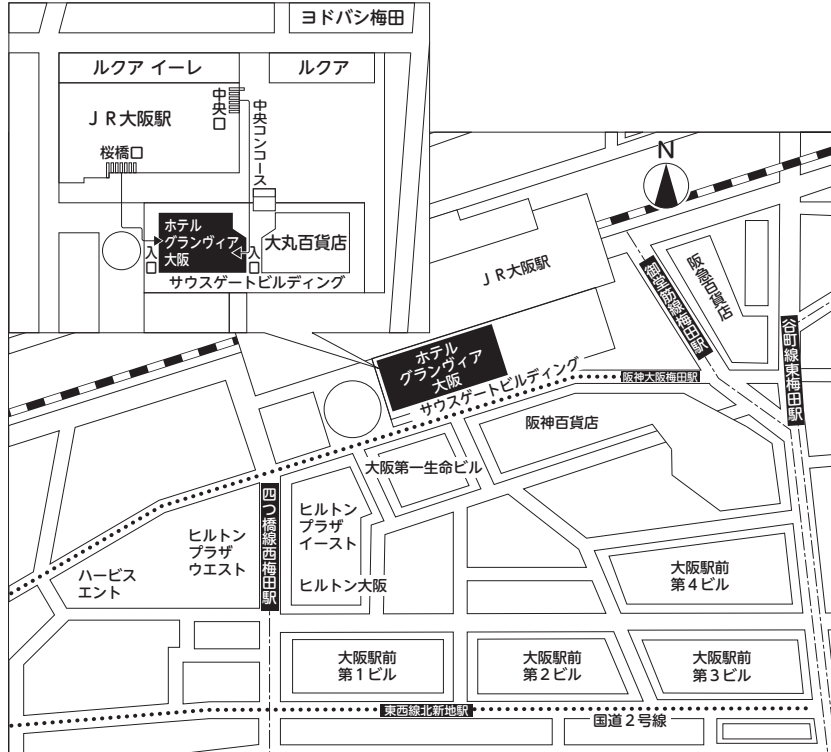 ヨドバシ梅田
ルクア イーレ
ルクア
ＪＲ大阪駅
中央口
中央コンコース
桜橋口
ホテル
グランヴィア
大阪
入口
入口
大丸百貨店
サウスゲートビルディング
N
ＪＲ大阪駅
御堂筋線梅田駅
阪急百貨店
谷町線東梅田駅
ホテル
グランヴィア
大阪
サウスゲートビルディング
阪神大阪梅田駅
阪神百貨店
大阪第一生命ビル
四つ橋線西梅田駅
ヒルトン
プラザ
イースト
ヒルトン
プラザ
ウエスト
ハービス
エント
ヒルトン大阪
大阪駅前
第４ビル
大阪駅前
第１ビル
大阪駅前
第２ビル
大阪駅前
第３ビル
東西線北新地駅
国道２号線